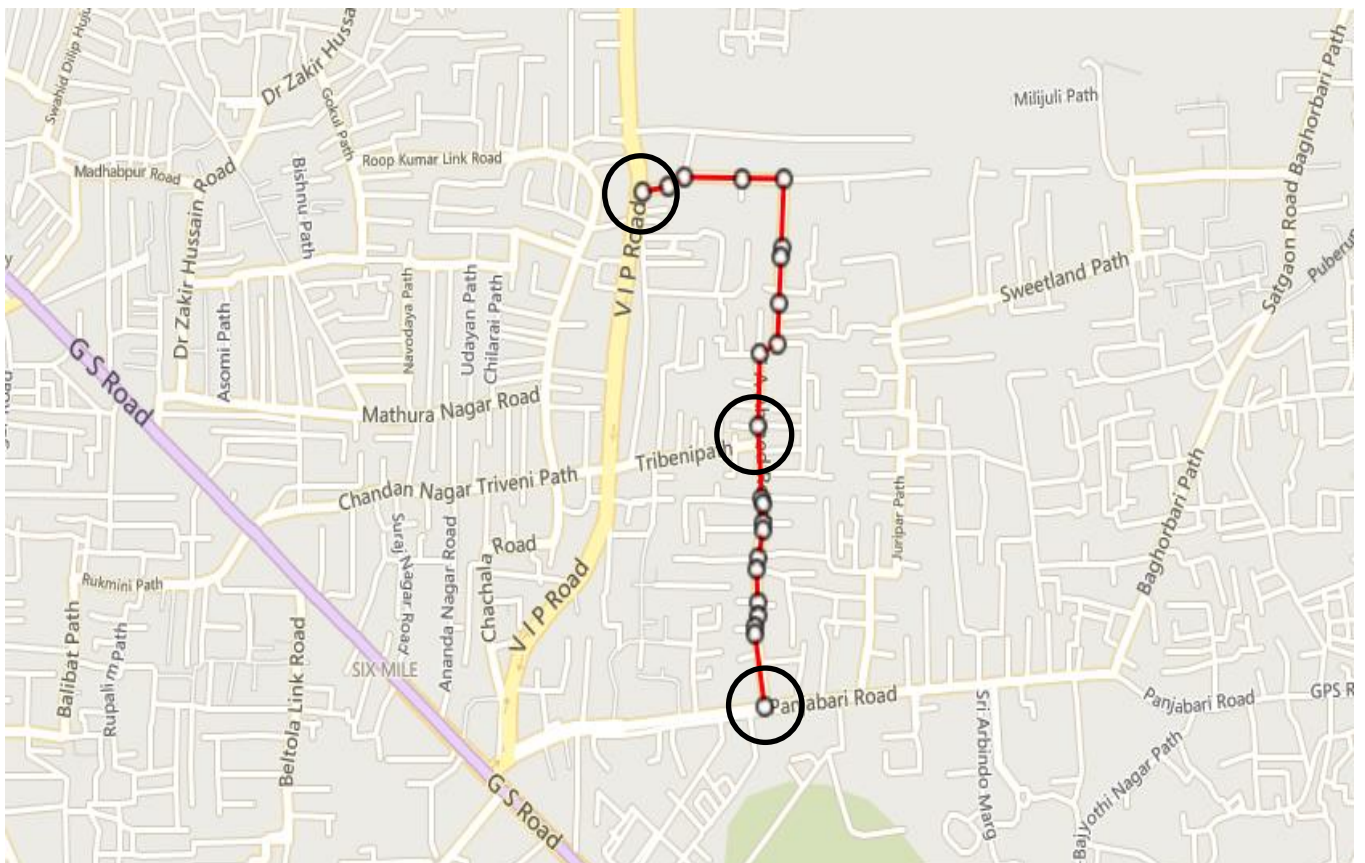 Swahid Dilip Huju
Dr Zakir Hussa
Gokul Path
Dr Zakir Hussain Road
Madhabpur Road
Bishnu Path
Roop Kumar Link Road
Milijuli Path
Satgaon Road Baghorbari Path
Puberun
Sweetland Path
V I P Road
Navodaya Path
Udayan Path
Chilarai Path
Asomi Path
y
G S Road
Mathura Nagar Road
Tribenipath
Chandan Nagar Triveni Path
Juripar Path
Baghorbari Path
Suraj Nagar Road
Ananda Nagar Road
Chachala
Road
V I P Road
Rukmini Path
Balibat Path
Rupali m Path
Beltola Link Road
SIX MILE
Panjabari Road
Panjabari Road
GPS R
Sri Arbindo Marg
Bajyothi Nagar Path
G S Road